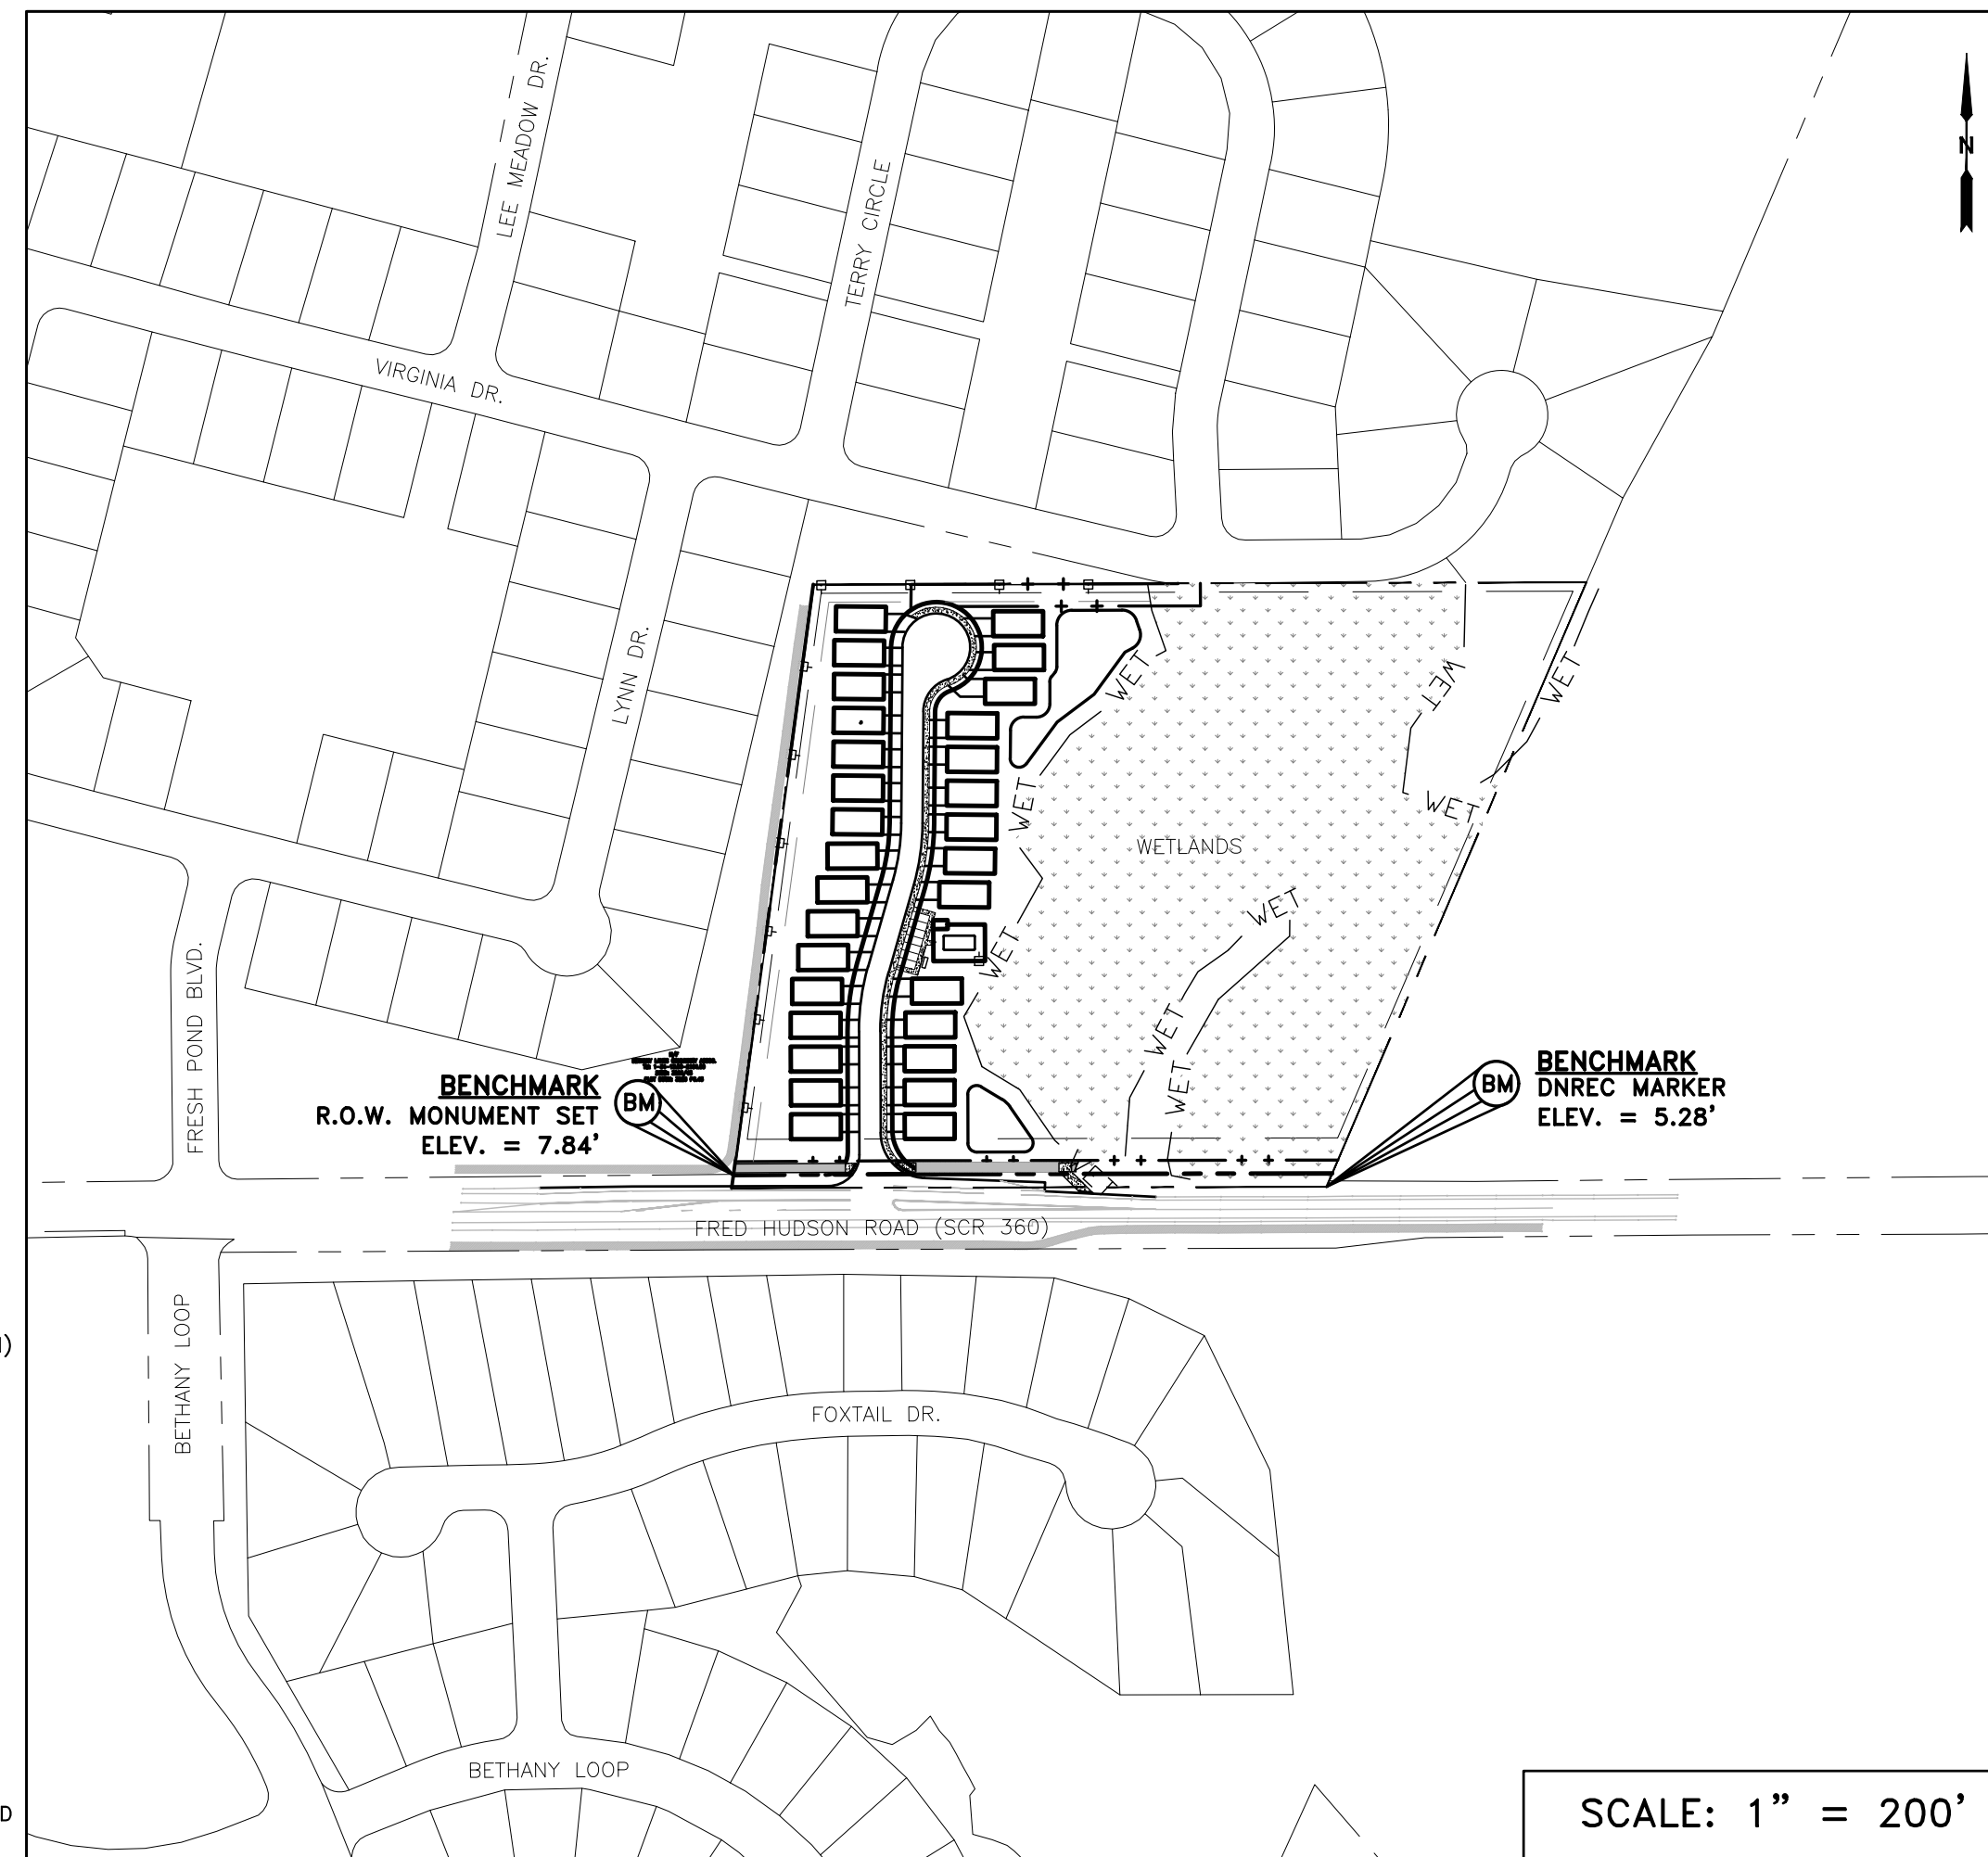 LEE MEADOW DR.
N
TERRY CIRCLE
VIRGINIA DR.
LYNN DR.
WET
WET
WET
WET
WET
WETLANDS
WET
WET
FRESH POND BLVD.
WET
WET
WET
BENCHMARK
R.O.W. MONUMENT SET
ELEV. = 7.84'
BM
BM
BENCHMARK
DNREC MARKER
ELEV. = 5.28'
FRED HUDSON ROAD (SCR 360)
BETHANY LOOP
FOXTAIL DR.
BETHANY LOOP
SCALE: 1" = 200'
D